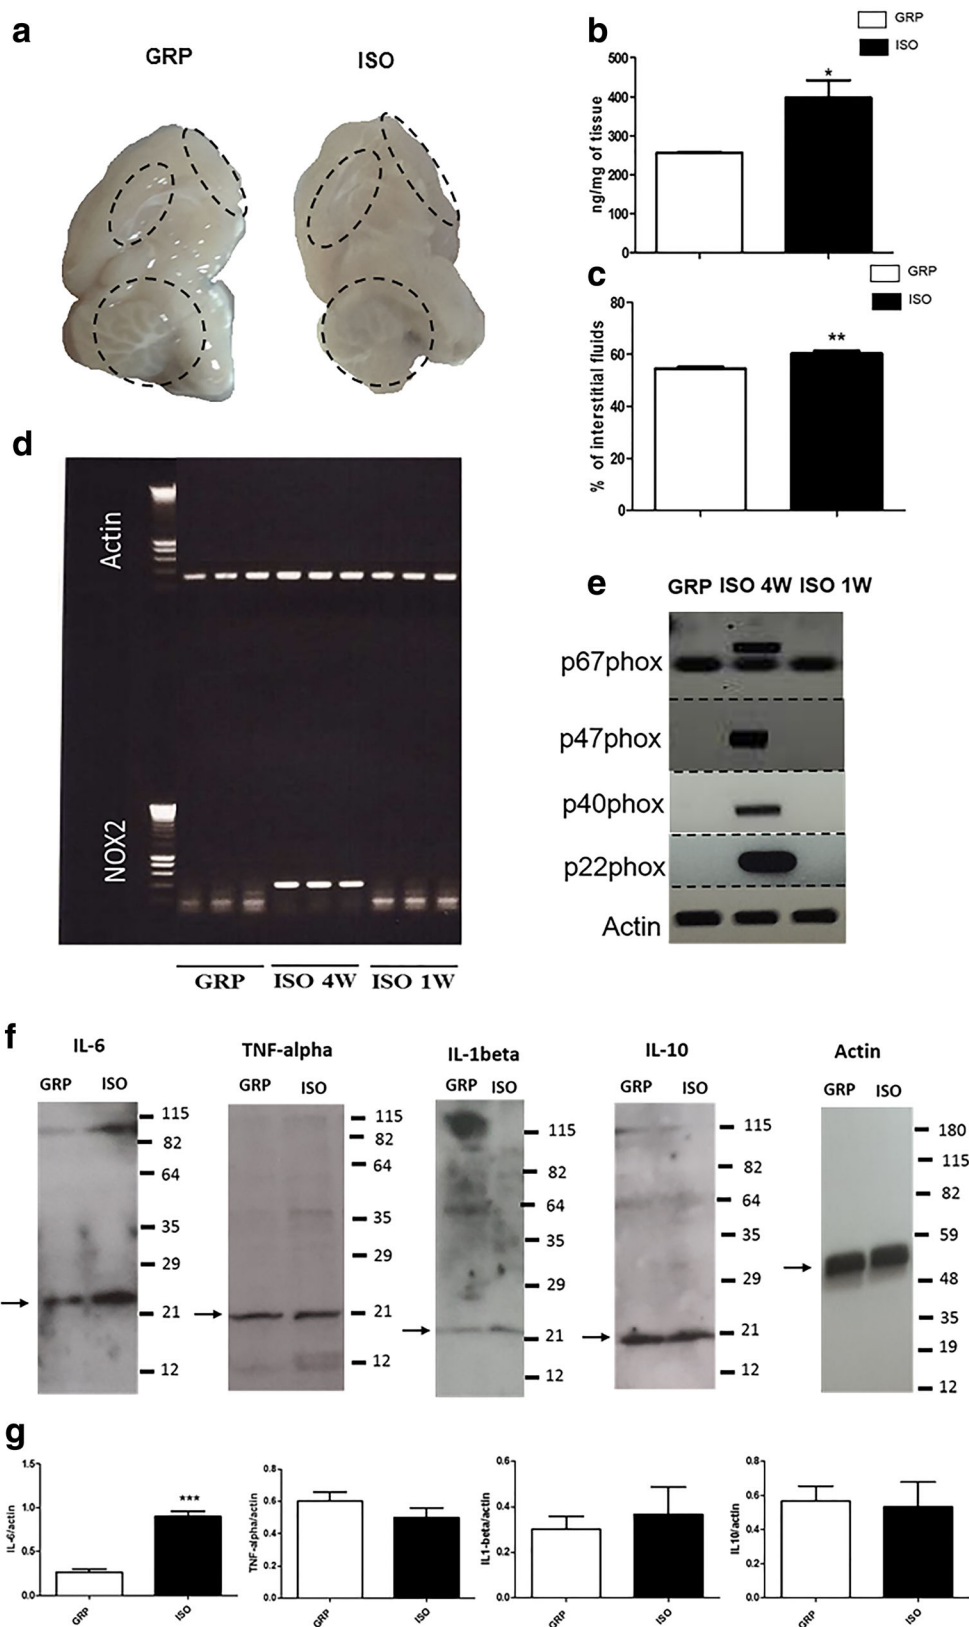 a
GRP
ISO
b
GRP
ISO
500
400
300
200
100
0
ng/mg of tissue
*
c
GRP
ISO
80
60
40
20
0
% of interstitial fluids
**
d
Actin
NOX2
GRP
ISO 4W
ISO 1W
e
GRP ISO 4W ISO 1W
p67phox
p47phox
p40phox
p22phox
Actin
f
IL-6
GRP ISO
115
82
64
35
29
21
12
TNF-alpha
GRP ISO
115
82
64
35
29
21
12
IL-1beta
GRP ISO
115
82
64
35
29
21
12
IL-10
GRP ISO
115
82
64
35
29
21
12
Actin
GRP ISO
180
115
82
59
48
35
19
12
g
1.5
1.0
0.5
0.0
IL-6/actin
***
GRP
ISO
0.8
0.6
0.4
0.2
0.0
TNF-alpha/actin
GRP
ISO
0.6
0.4
0.2
0.0
IL1-beta/actin
GRP
ISO
0.8
0.6
0.4
0.2
0.0
IL10/actin
GRP
ISO